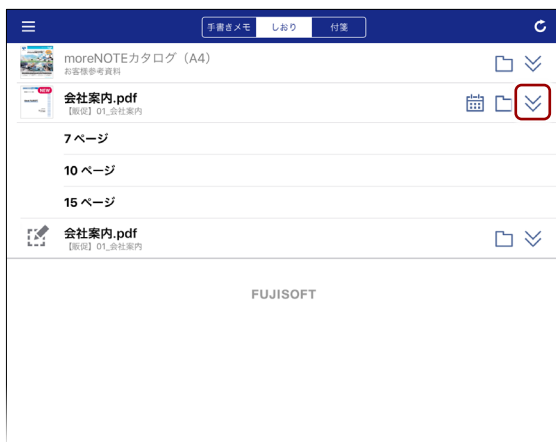 手書きメモ しおり 付箋
moreNOTEカタログ（A4）
お客様参考資料
NEW
会社案内.pdf
【販促】01_会社案内
7 ページ
10 ページ
15 ページ
会社案内.pdf
【販促】01_会社案内
FUJISOFT